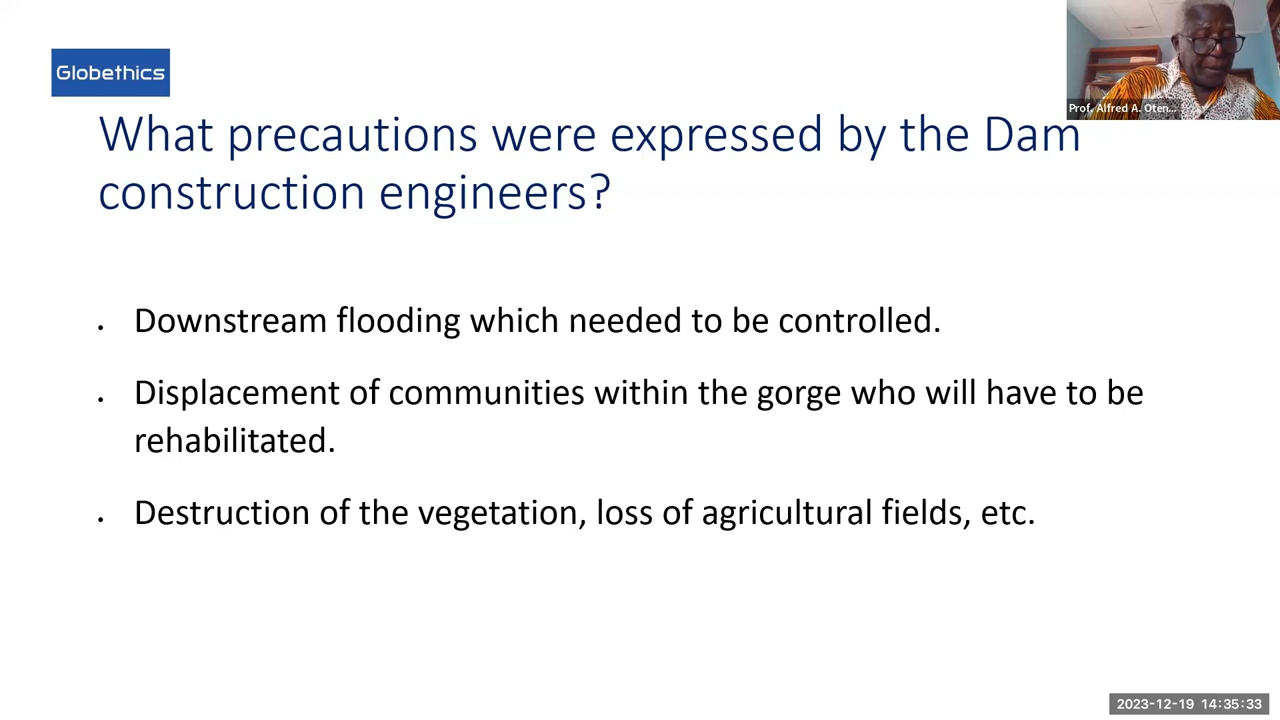 Globethics
Prof. Alfred A. Oten...
What precautions were expressed by the Dam
construction engineers?
• Downstream flooding which needed to be controlled.
• Displacement of communities within the gorge who will have to be
rehabilitated.
• Destruction of the vegetation, loss of agricultural fields, etc.
2023-12-19 14:35:33